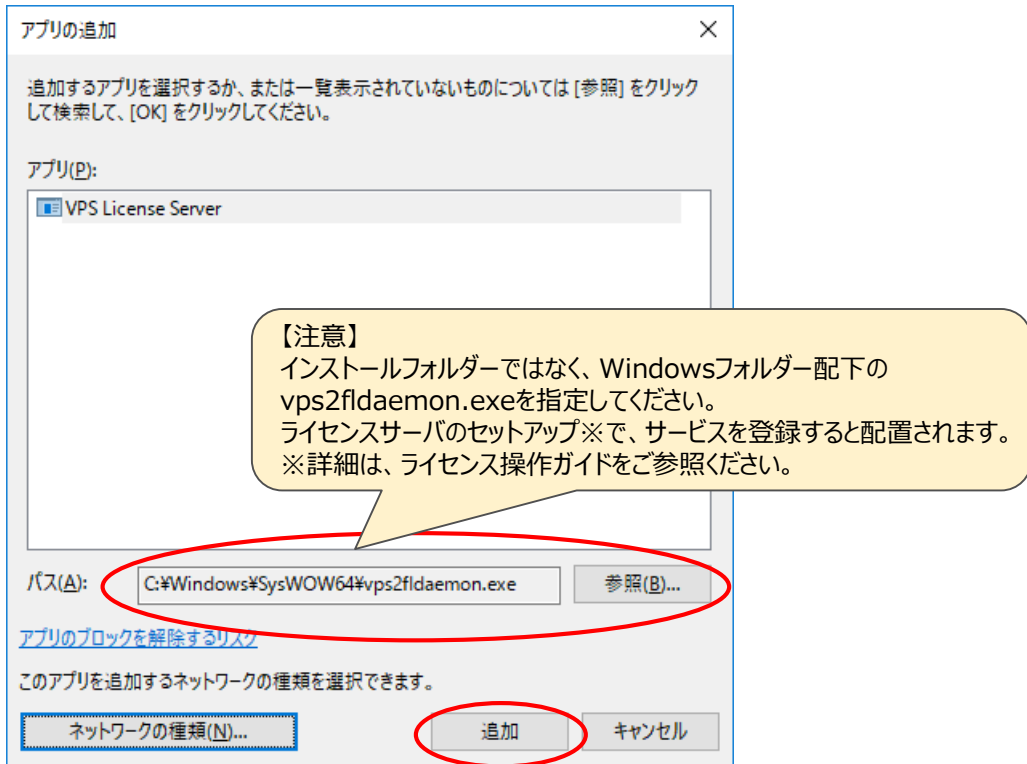 アプリの追加
追加するアプリを選択するか、または一覧表示されていないものについては [参照] をクリック
して検索して、[OK] をクリックしてください。
アプリ(P):
VPS License Server
【注意】
インストールフォルダーではなく、Windowsフォルダー配下の
vps2fldaemon.exeを指定してください。
ライセンスサーバのセットアップ※で、サービスを登録すると配置されます。
※詳細は、ライセンス操作ガイドをご参照ください。
パス(A):
C:¥Windows¥SysWOW64¥vps2fldaemon.exe
参照(B)...
アプリのブロックを解除するリスク
このアプリを追加するネットワークの種類を選択できます。
ネットワークの種類(N)...
追加
キャンセル